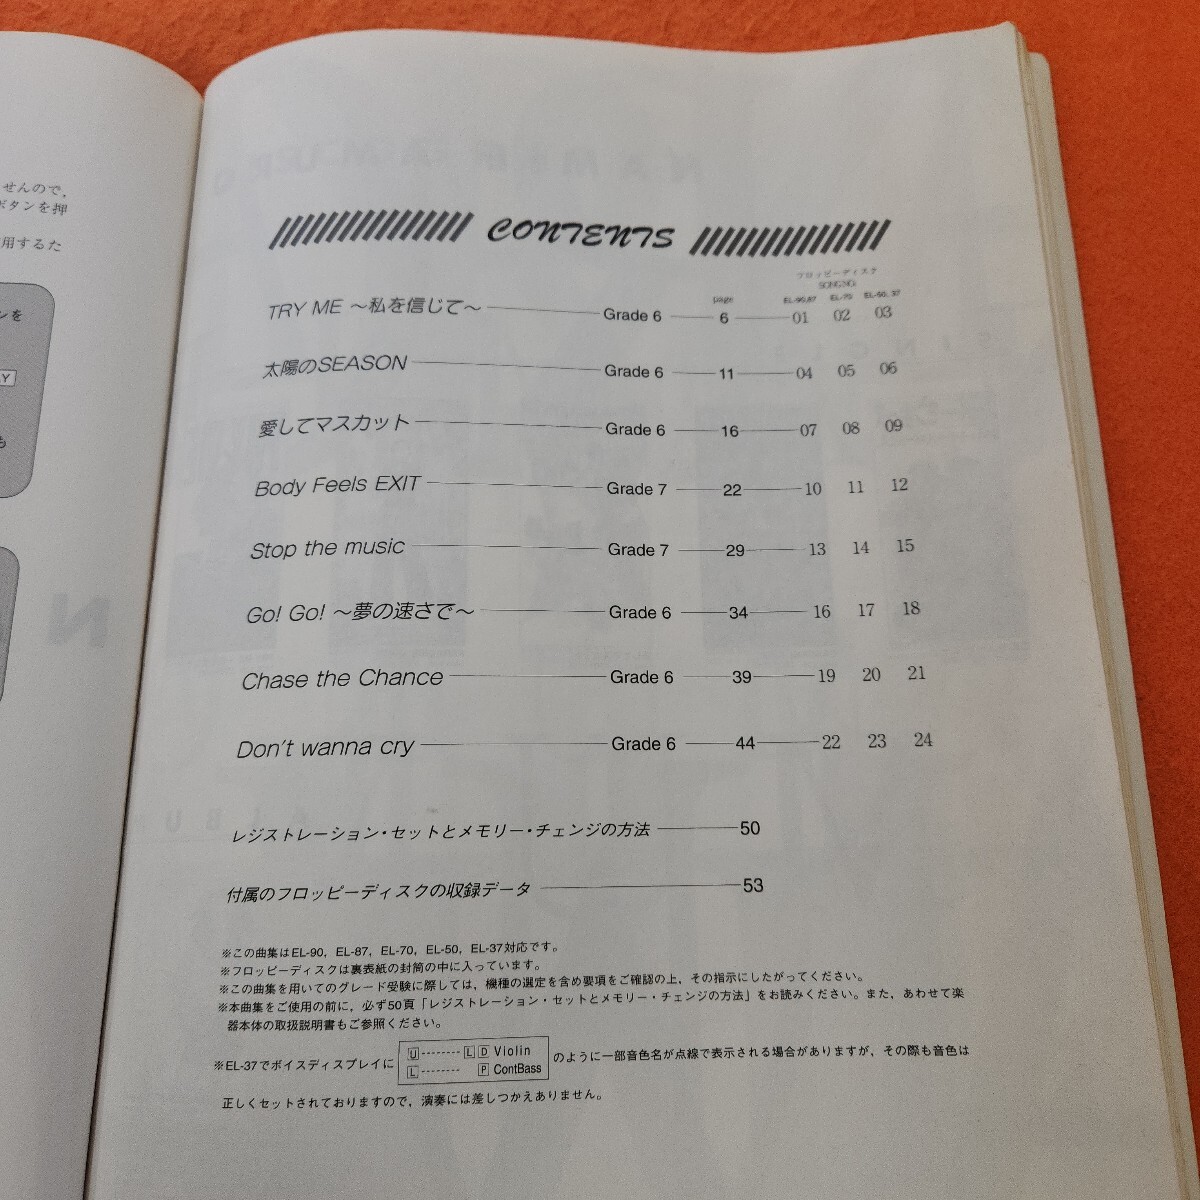 せんので，
ボタンを押
用するた
ンを
Y
も
CONTENTS
フロッピーディスク
SONG NO.
page EL-90,87 EL-70 EL-50, 37
TRY ME 〜私を信じて〜 Grade 6 6 01 02 03
太陽のSEASON Grade 6 11 04 05 06
愛してマスカット Grade 6 16 07 08 09
Body Feels EXIT Grade 7 22 10 11 12
Stop the music Grade 7 29 13 14 15
Go! Go! 〜夢の速さで〜 Grade 6 34 16 17 18
Chase the Chance Grade 6 39 19 20 21
Don't wanna cry Grade 6 44 22 23 24
レジストレーション・セットとメモリー・チェンジの方法 50
付属のフロッピーディスクの収録データ 53
※この曲集はEL-90，EL-87，EL-70，EL-50，EL-37対応です。
※フロッピーディスクは裏表紙の封筒の中に入っています。
※この曲集を用いてのグレード受験に際しては，機種の選定を含め要項をご確認の上，その指示にしたがってください。
※本曲集をご使用の前に，必ず50頁「レジストレーション・セットとメモリー・チェンジの方法」をお読みください。また，あわせて楽
器本体の取扱説明書もご参照ください。
※EL-37でボイスディスプレイに U -------- L D Violin のように一部音色名が点線で表示される場合がありますが，その際も音色は
L -------- P ContBass
正しくセットされておりますので，演奏には差しつかえありません。